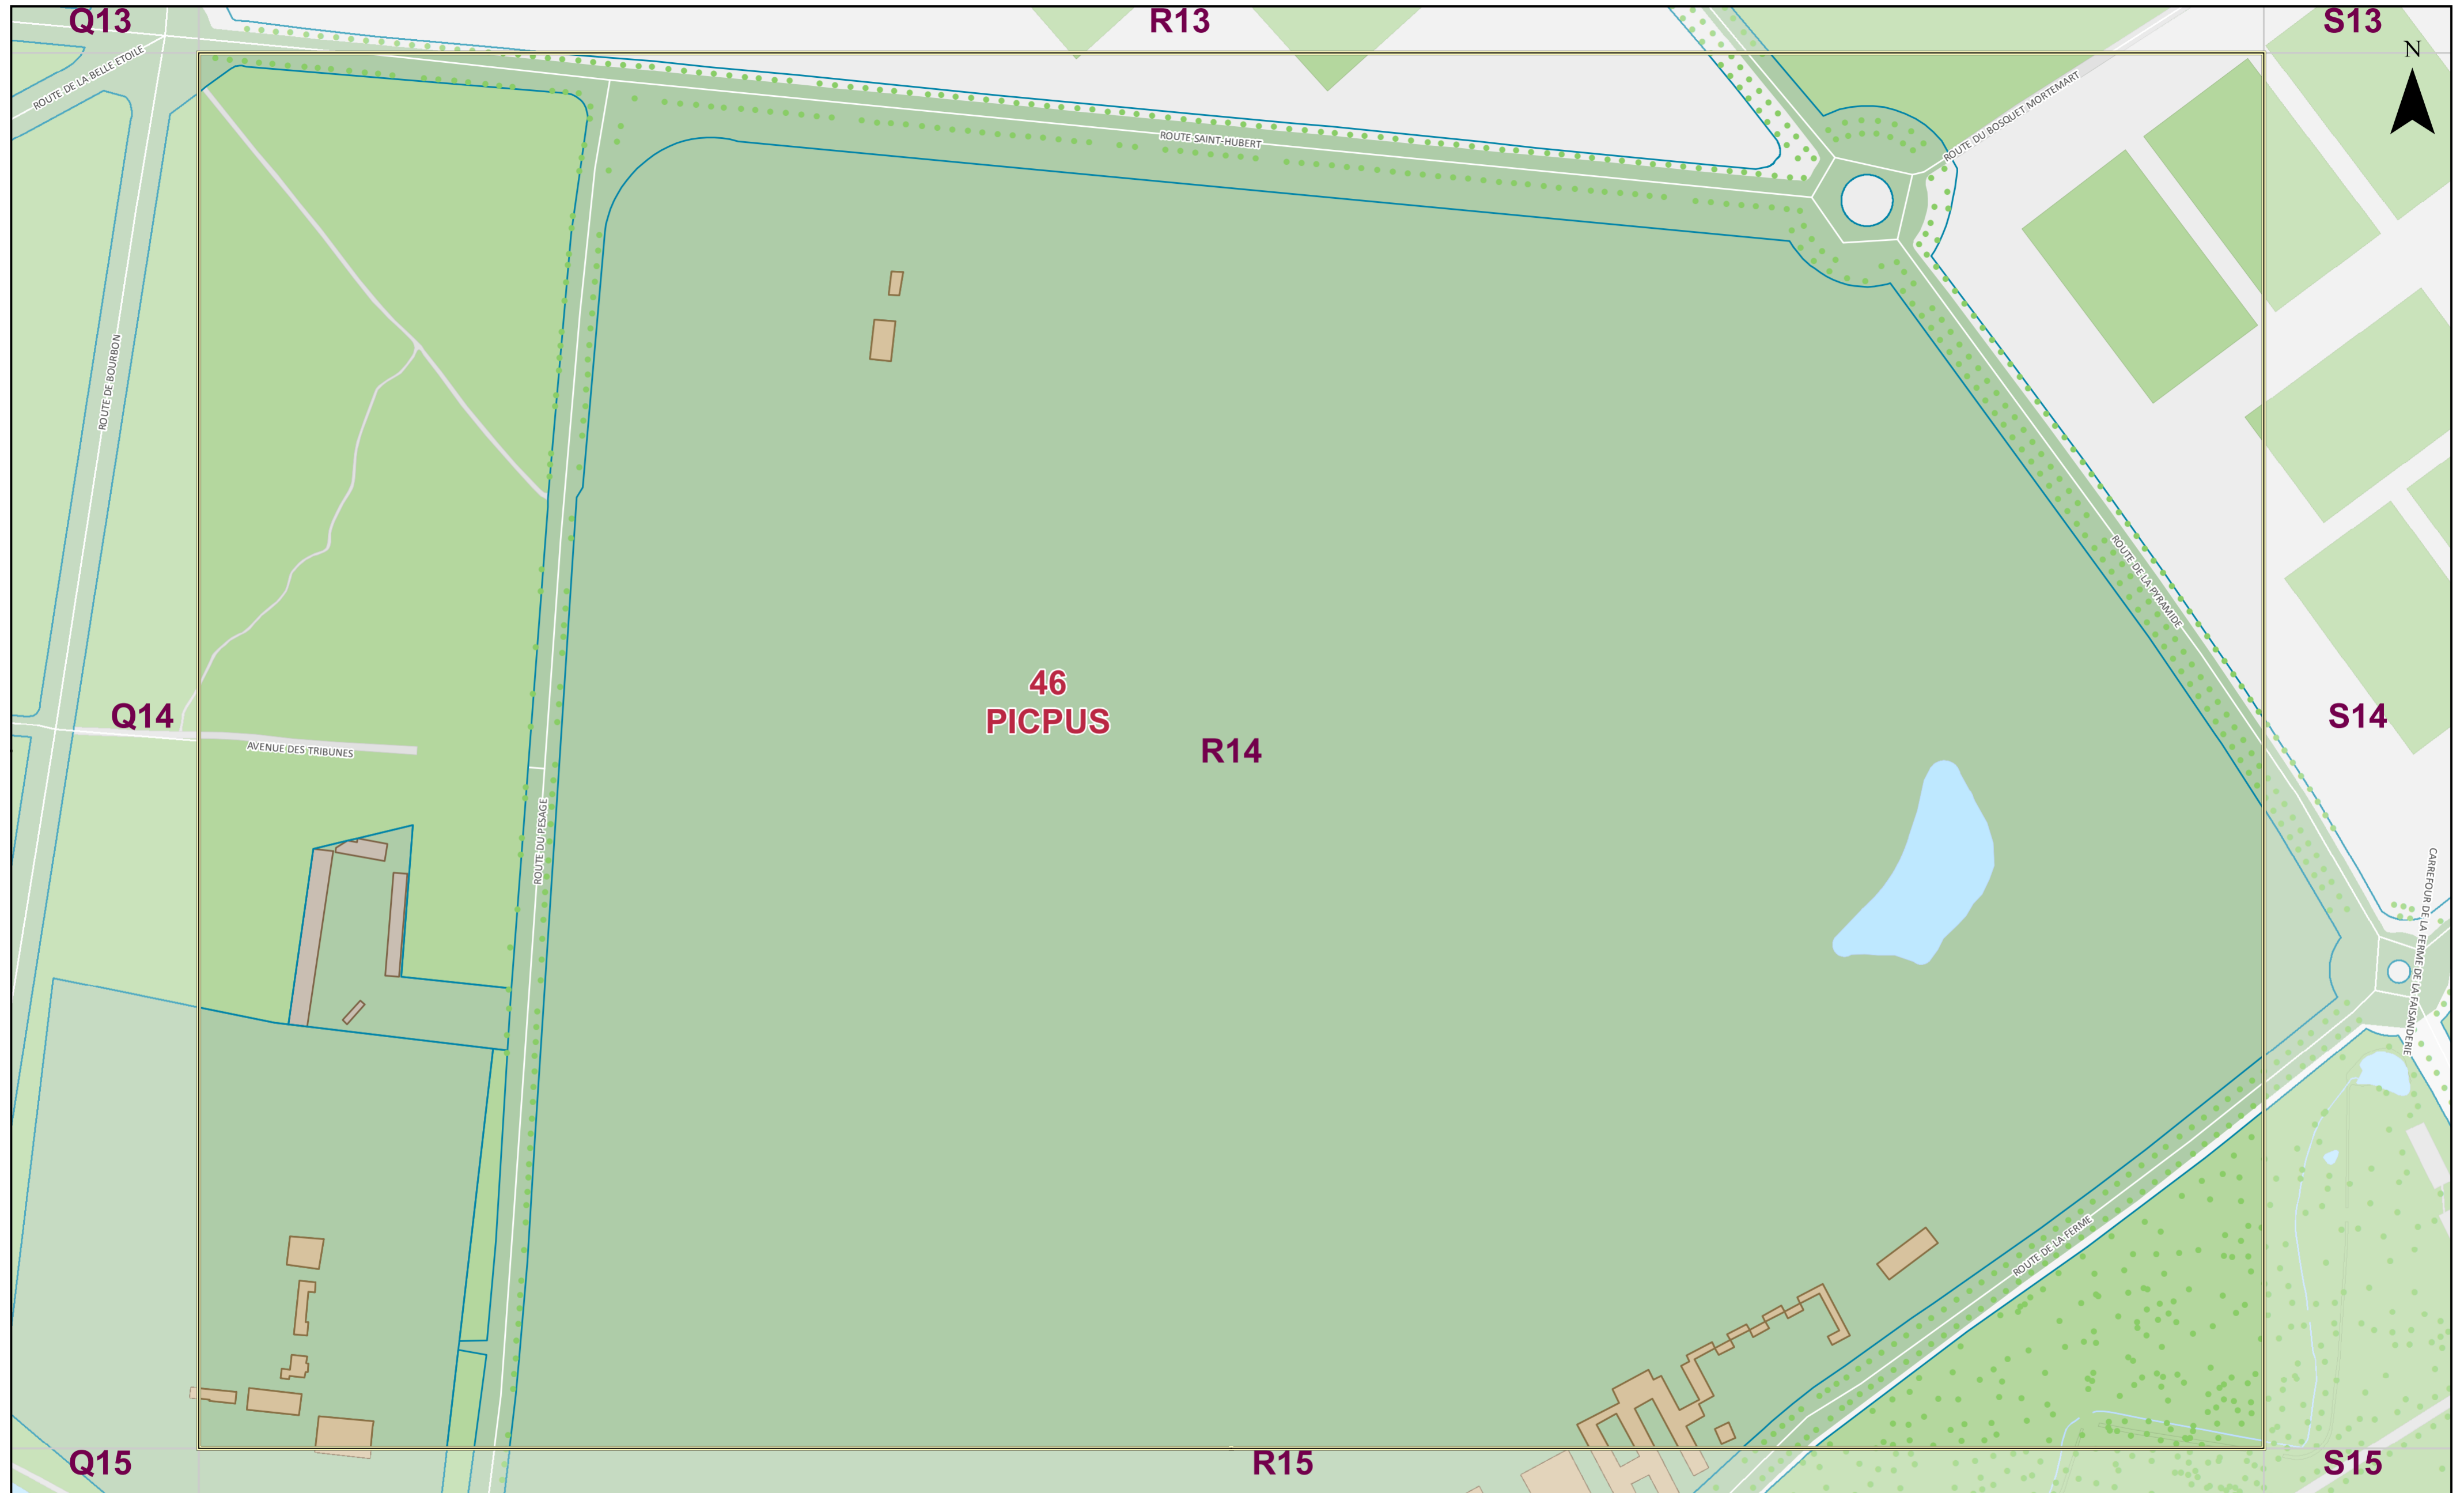 Q13
R13
S13
N
ROUTE DE LA BELLE ETOILE
ROUTE SAINT-HUBERT
ROUTE DU BOSQUET MORTEMART
ROUTE DE BOURBON
ROUTE DE LA PYRAMIDE
46
PICPUS
Q14
R14
S14
AVENUE DES TRIBUNES
ROUTE DU PESAGE
CARREFOUR DE LA FERME DE LA FAISANDERIE
ROUTE DE LA FERME
Q15
R15
S15